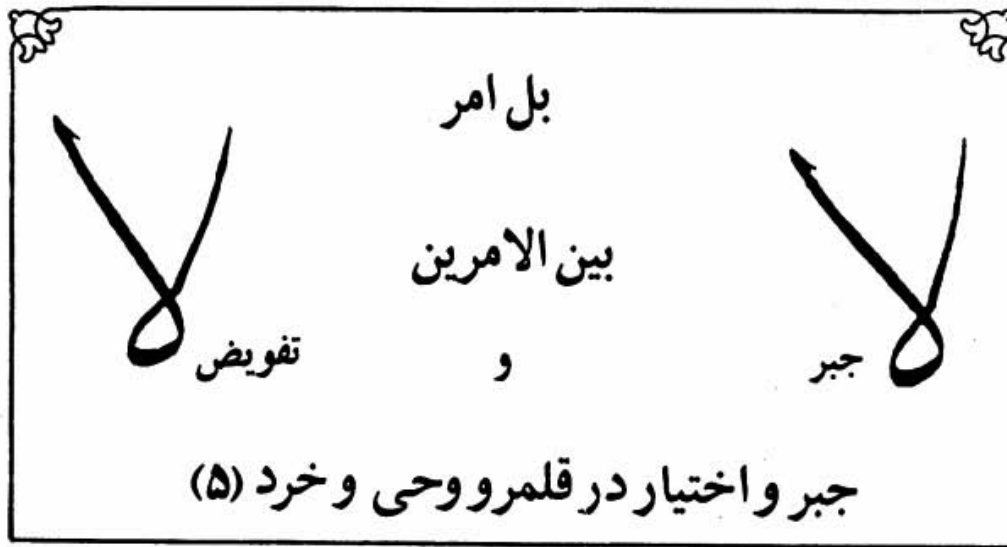 بل امر
بین الامرین
لا جبر و لا تفویض
جبر و اختیار در قلمرو وحی و خرد (۵)